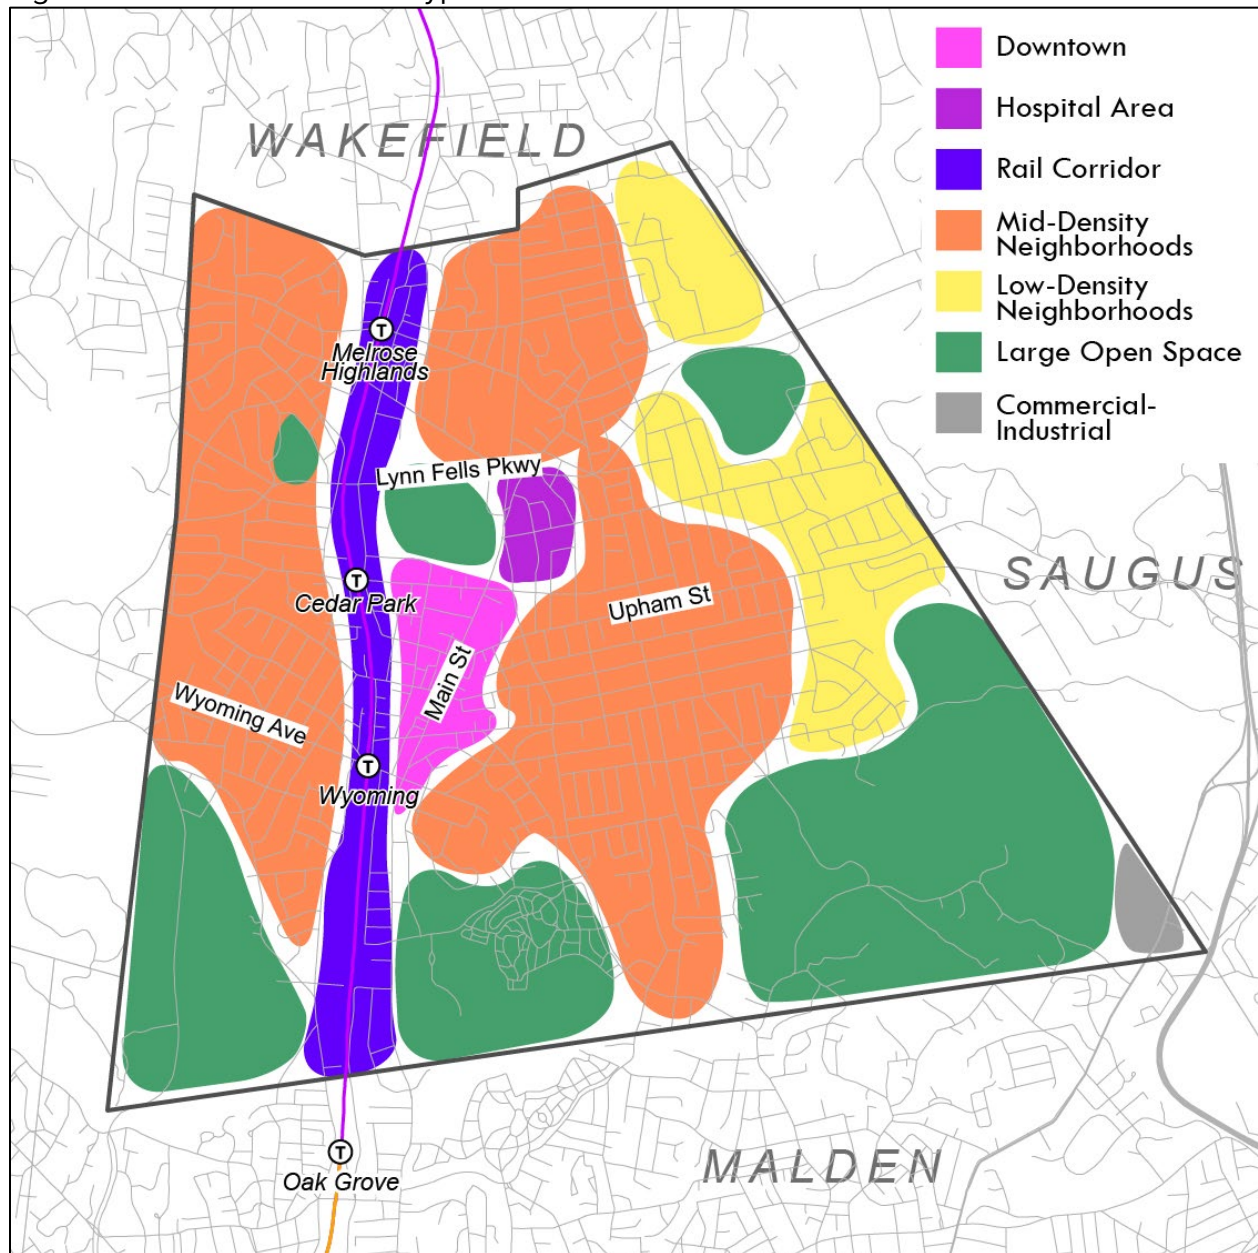 WAKEFIELD
Downtown
Hospital Area
Rail Corridor
Mid-Density
Neighborhoods
Low-Density
Neighborhoods
Large Open Space
Commercial-
Industrial
T
Melrose
Highlands
Lynn Fells Pkwy
T
Cedar Park
Upham St
SAUGUS
Main St
Wyoming Ave
T
Wyoming
T
Oak Grove
MALDEN